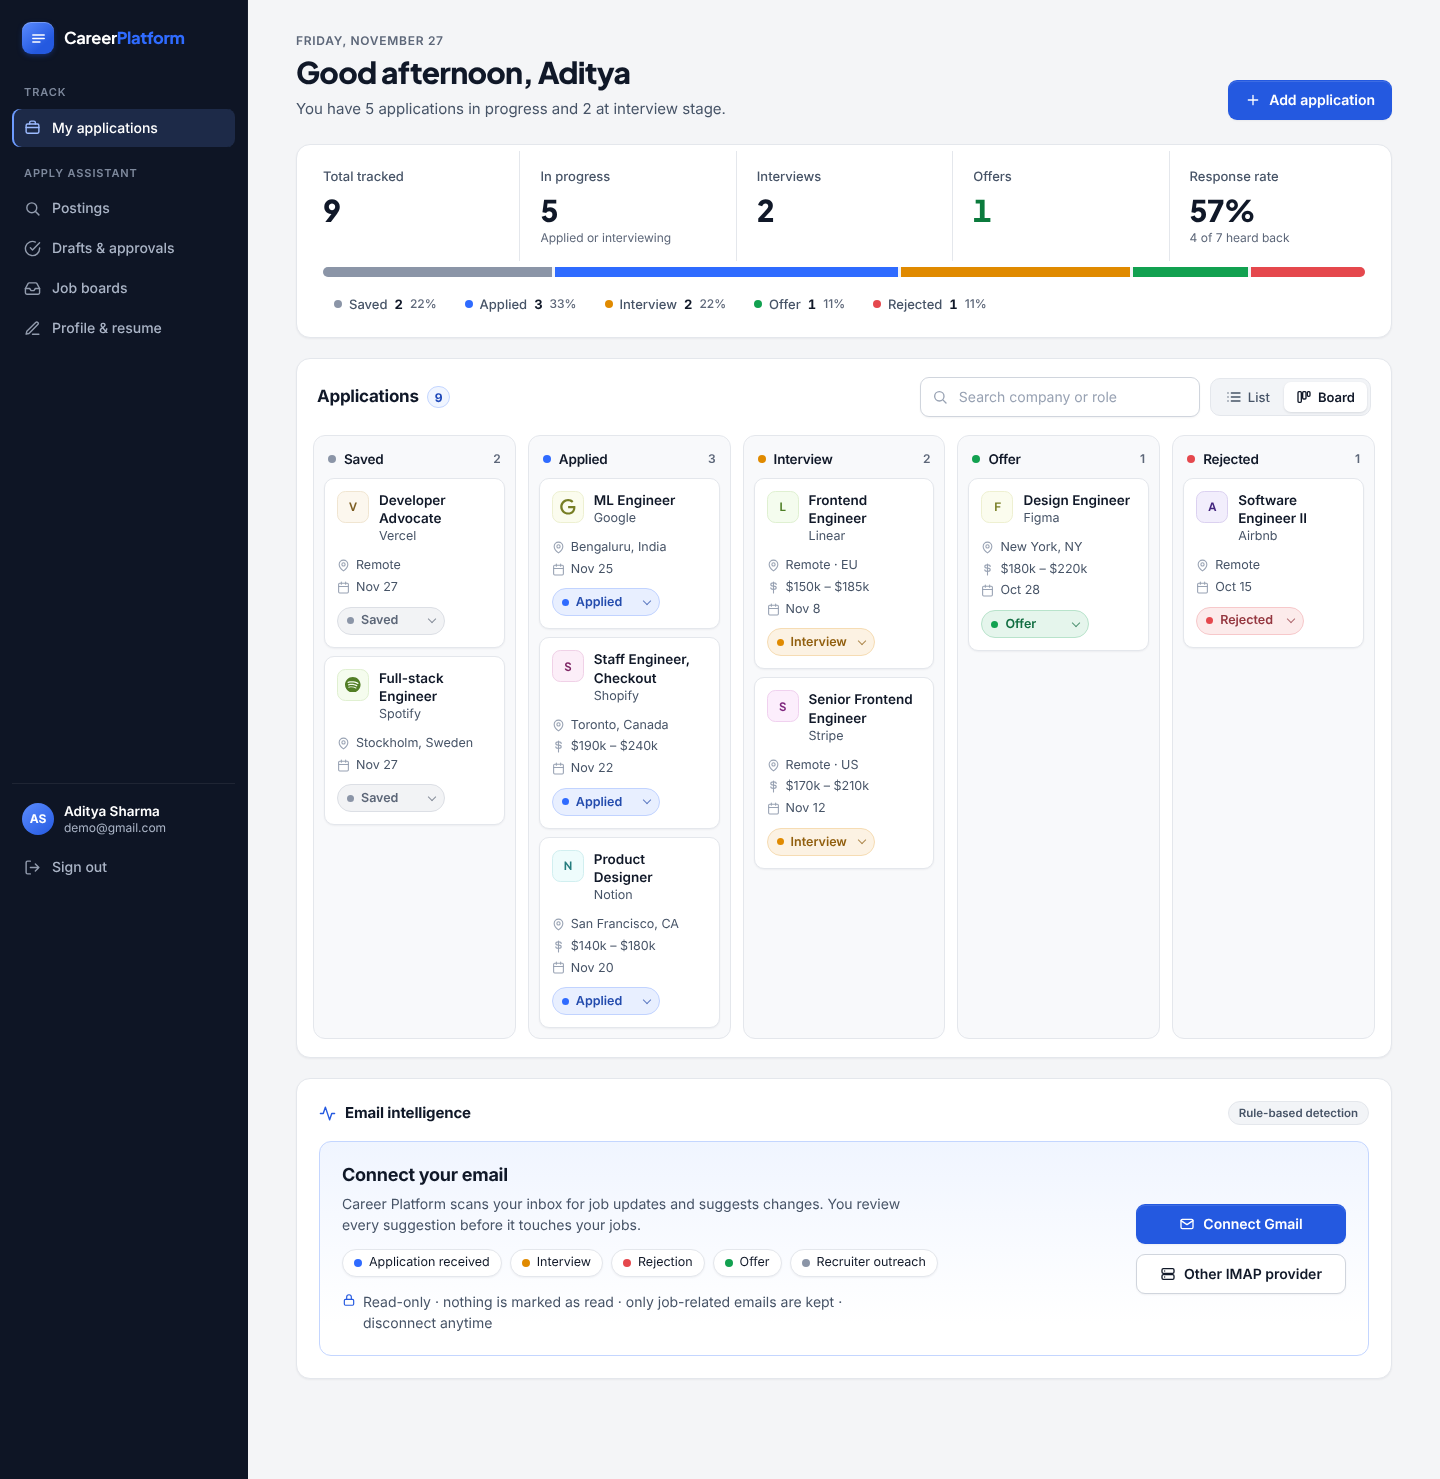 CareerPlatform
TRACK
My applications
APPLY ASSISTANT
Postings
Drafts & approvals
Job boards
Profile & resume
AS
Aditya Sharma
demo@gmail.com
Sign out
FRIDAY, NOVEMBER 27
Good afternoon, Aditya
You have 5 applications in progress and 2 at interview stage.
Add application
Total tracked
9
In progress
5
Applied or interviewing
Interviews
2
Offers
1
Response rate
57%
4 of 7 heard back
Saved 2 22%
Applied 3 33%
Interview 2 22%
Offer 1 11%
Rejected 1 11%
Applications 9
Search company or role
List
Board
Saved 2
V
Developer
Advocate
Vercel
Remote
Nov 27
Saved
Full-stack
Engineer
Spotify
Stockholm, Sweden
Nov 27
Saved
Applied 3
G
ML Engineer
Google
Bengaluru, India
Nov 25
Applied
S
Staff Engineer,
Checkout
Shopify
Toronto, Canada
$190k – $240k
Nov 22
Applied
N
Product
Designer
Notion
San Francisco, CA
$140k – $180k
Nov 20
Applied
Interview 2
L
Frontend
Engineer
Linear
Remote · EU
$150k – $185k
Nov 8
Interview
S
Senior Frontend
Engineer
Stripe
Remote · US
$170k – $210k
Nov 12
Interview
Offer 1
F
Design Engineer
Figma
New York, NY
$180k – $220k
Oct 28
Offer
Rejected 1
A
Software
Engineer II
Airbnb
Remote
Oct 15
Rejected
Email intelligence
Rule-based detection
Connect your email
Career Platform scans your inbox for job updates and suggests changes. You review
every suggestion before it touches your jobs.
Application received
Interview
Rejection
Offer
Recruiter outreach
Read-only · nothing is marked as read · only job-related emails are kept ·
disconnect anytime
Connect Gmail
Other IMAP provider